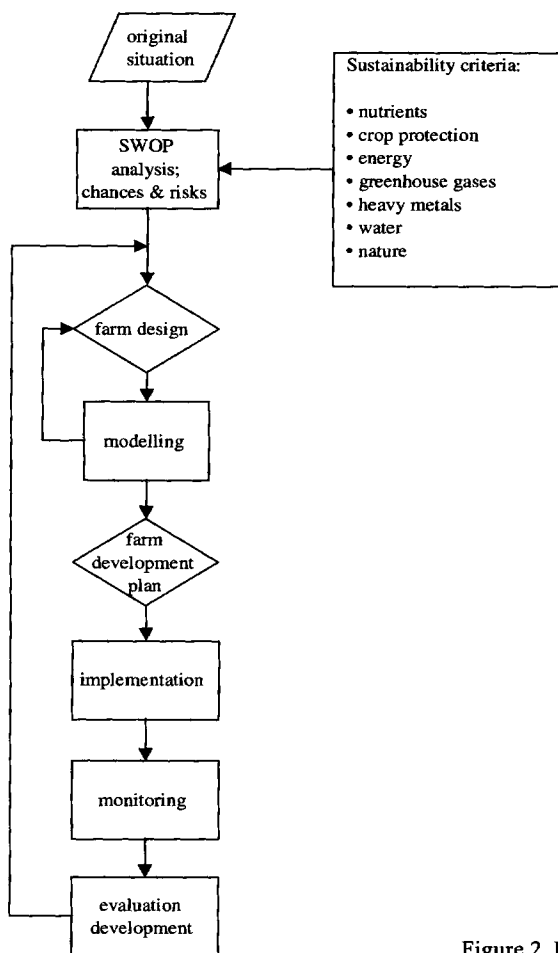 original
situation
SWOP
analysis;
chances & risks
Sustainability criteria:
• nutrients
• crop protection
• energy
• greenhouse gases
• heavy metals
• water
• nature
farm design
modelling
farm
development
plan
implementation
monitoring
evaluation
development
Figure 2.